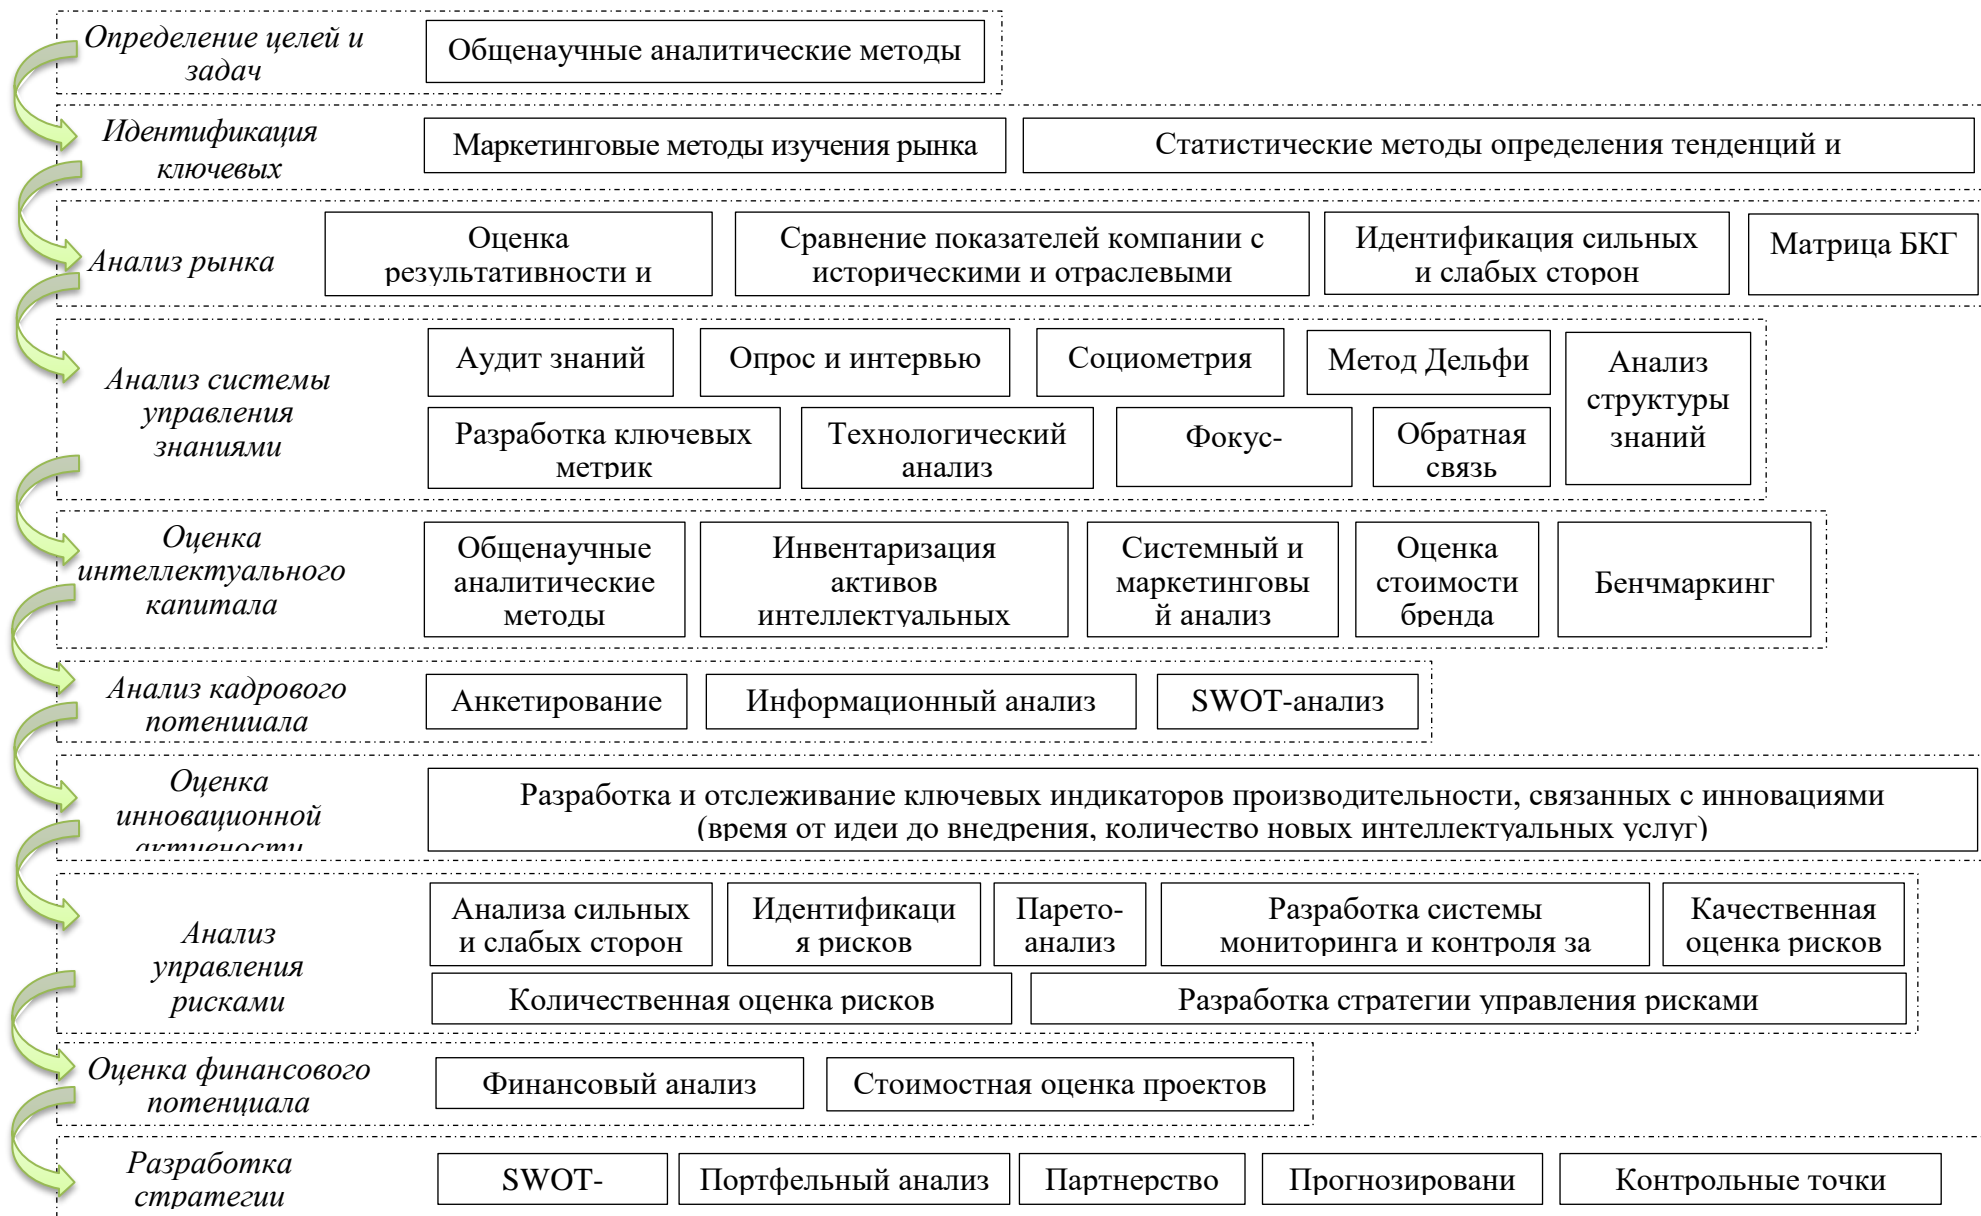 Определение целей и
задач
Общенаучные аналитические методы
Идентификация
ключевых
Маркетинговые методы изучения рынка
Статистические методы определения тенденций и
Анализ рынка
Оценка
результативности и
Сравнение показателей компании с
историческими и отраслевыми
Идентификация сильных
и слабых сторон
Матрица БКГ
Анализ системы
управления
знаниями
Аудит знаний
Опрос и интервью
Социометрия
Метод Дельфи
Анализ
структуры
знаний
Разработка ключевых
метрик
Технологический
анализ
Фокус-
Обратная
связь
Оценка
интеллектуального
капитала
Общенаучные
аналитические
методы
Инвентаризация
активов
интеллектуальных
Системный и
маркетинговы
й анализ
Оценка
стоимости
бренда
Бенчмаркинг
Анализ кадрового
потенциала
Анкетирование
Информационный анализ
SWOT-анализ
Оценка
инновационной
активности
Разработка и отслеживание ключевых индикаторов производительности, связанных с инновациями
(время от идеи до внедрения, количество новых интеллектуальных услуг)
Анализ
управления
рисками
Анализа сильных
и слабых сторон
Идентификаци
я рисков
Парето-
анализ
Разработка системы
мониторинга и контроля за
Качественная
оценка рисков
Количественная оценка рисков
Разработка стратегии управления рисками
Оценка финансового
потенциала
Финансовый анализ
Стоимостная оценка проектов
Разработка
стратегии
SWOT-
Портфельный анализ
Партнерство
Прогнозировани
Контрольные точки